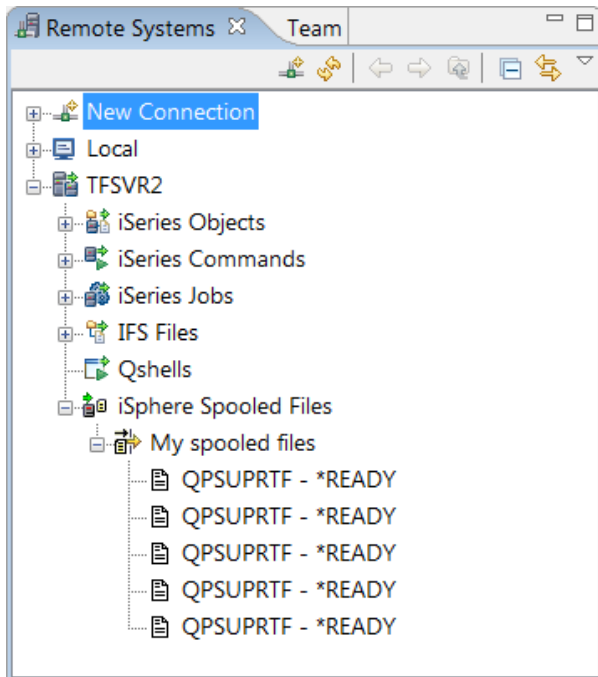 Remote Systems Team
New Connection
Local
TFSVR2
iSeries Objects
iSeries Commands
iSeries Jobs
IFS Files
Qshells
iSphere Spooled Files
My spooled files
QPSUPRTF - *READY
QPSUPRTF - *READY
QPSUPRTF - *READY
QPSUPRTF - *READY
QPSUPRTF - *READY